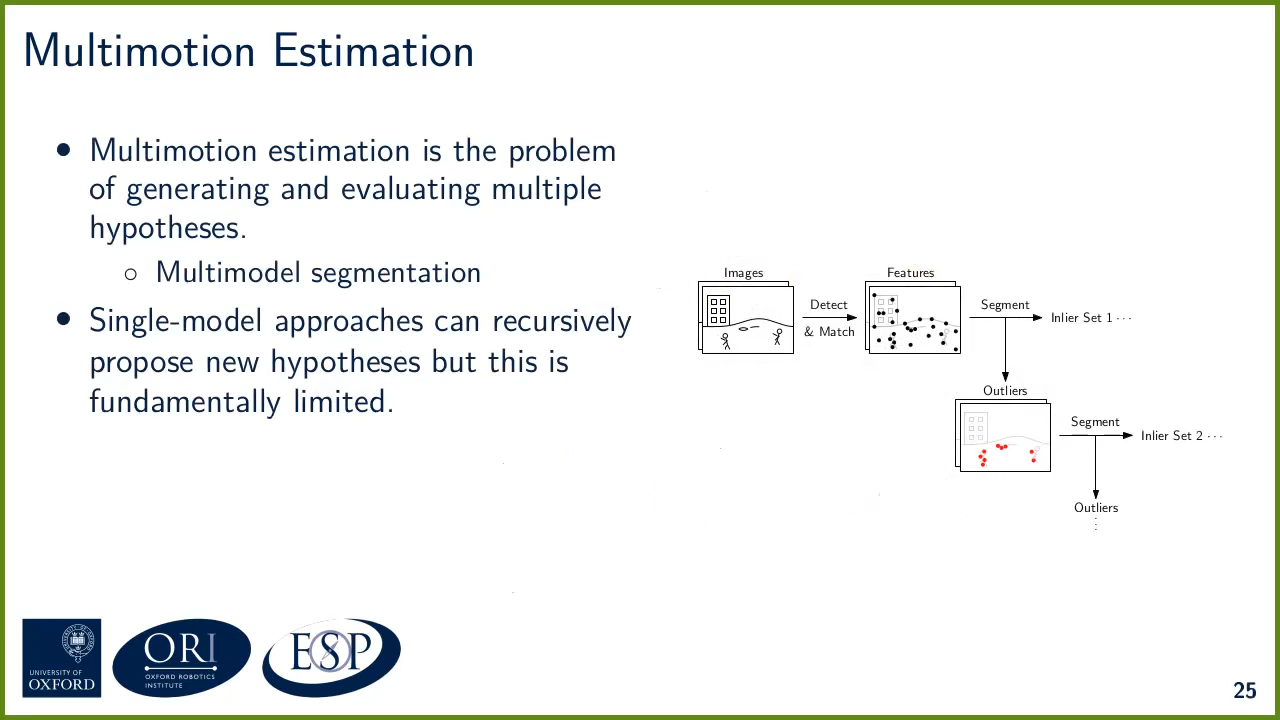 Multimotion Estimation
• Multimotion estimation is the problem
of generating and evaluating multiple
hypotheses.
○ Multimodel segmentation
• Single-model approaches can recursively
propose new hypotheses but this is
fundamentally limited.
Images
Detect
& Match
Features
Segment
Inlier Set 1 · · ·
Outliers
Segment
Inlier Set 2 · · ·
Outliers
⋮
UNIVERSITY OF
OXFORD
ORI
OXFORD ROBOTICS
INSTITUTE
ESP
25